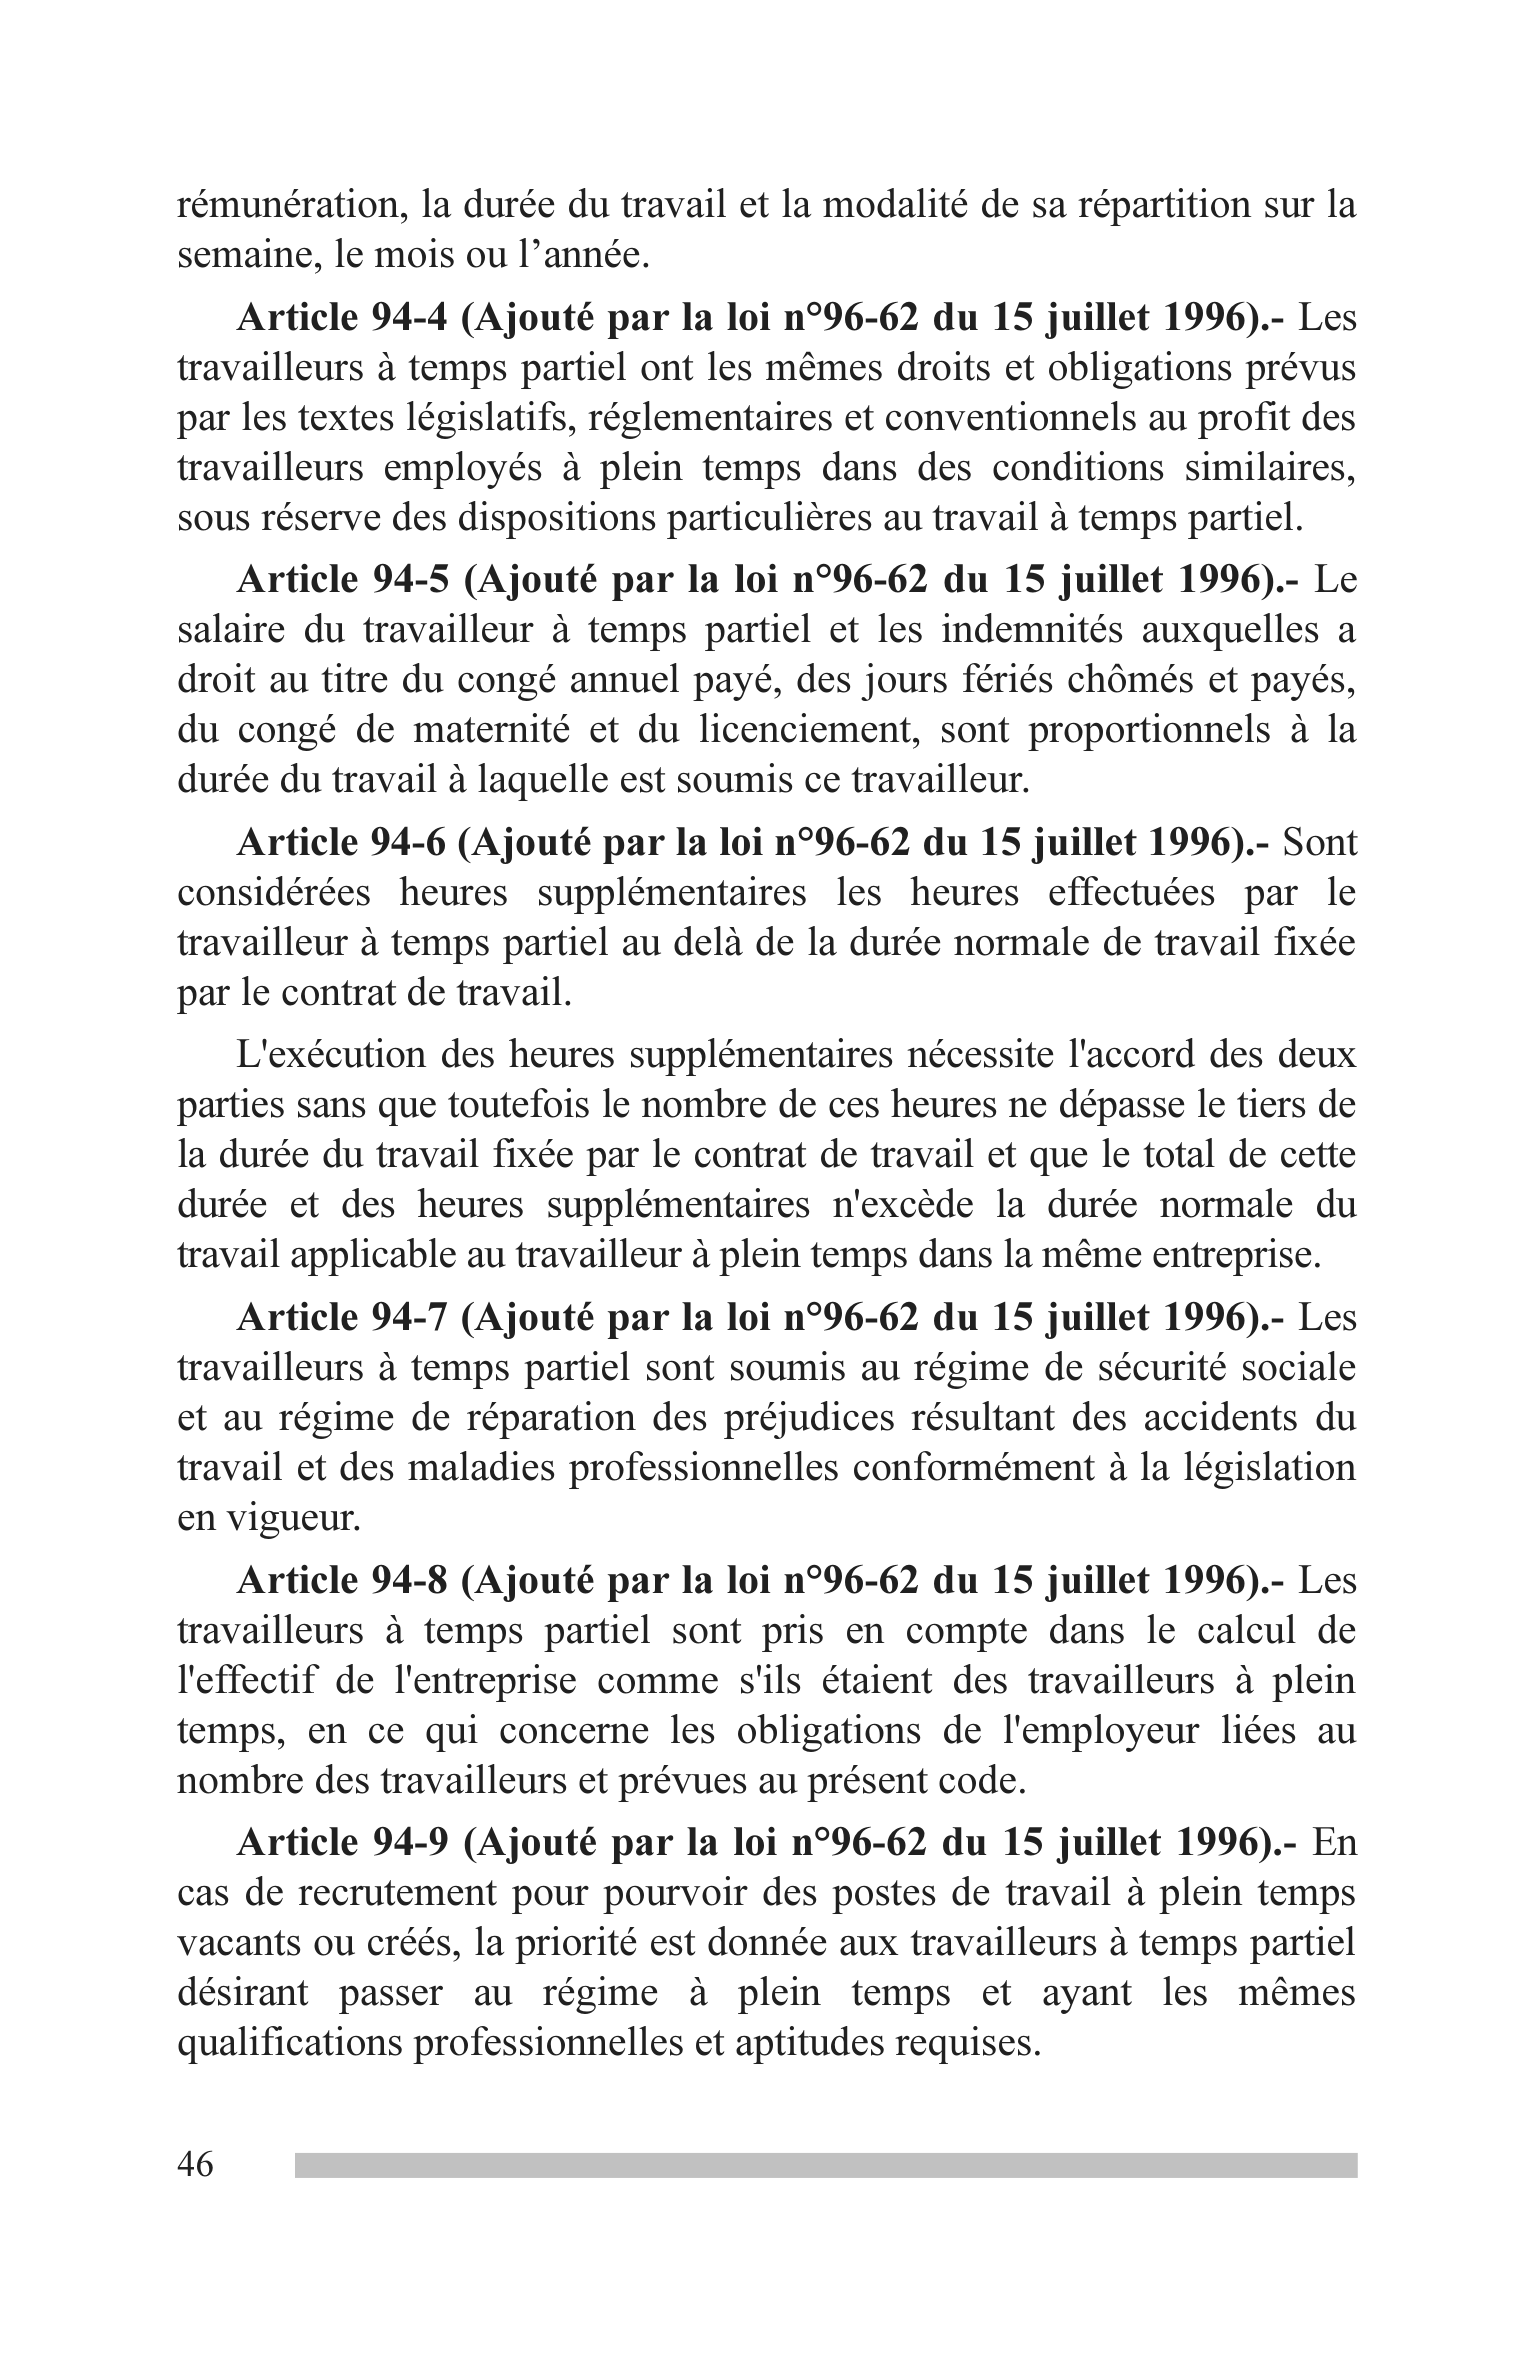 rémunération, la durée du travail et la modalité de sa répartition sur la
semaine, le mois ou l’année.
Article 94-4 (Ajouté par la loi n°96-62 du 15 juillet 1996).- Les
travailleurs à temps partiel ont les mêmes droits et obligations prévus
par les textes législatifs, réglementaires et conventionnels au profit des
travailleurs employés à plein temps dans des conditions similaires,
sous réserve des dispositions particulières au travail à temps partiel.
Article 94-5 (Ajouté par la loi n°96-62 du 15 juillet 1996).- Le
salaire du travailleur à temps partiel et les indemnités auxquelles a
droit au titre du congé annuel payé, des jours fériés chômés et payés,
du congé de maternité et du licenciement, sont proportionnels à la
durée du travail à laquelle est soumis ce travailleur.
Article 94-6 (Ajouté par la loi n°96-62 du 15 juillet 1996).- Sont
considérées heures supplémentaires les heures effectuées par le
travailleur à temps partiel au delà de la durée normale de travail fixée
par le contrat de travail.
L'exécution des heures supplémentaires nécessite l'accord des deux
parties sans que toutefois le nombre de ces heures ne dépasse le tiers de
la durée du travail fixée par le contrat de travail et que le total de cette
durée et des heures supplémentaires n'excède la durée normale du
travail applicable au travailleur à plein temps dans la même entreprise.
Article 94-7 (Ajouté par la loi n°96-62 du 15 juillet 1996).- Les
travailleurs à temps partiel sont soumis au régime de sécurité sociale
et au régime de réparation des préjudices résultant des accidents du
travail et des maladies professionnelles conformément à la législation
en vigueur.
Article 94-8 (Ajouté par la loi n°96-62 du 15 juillet 1996).- Les
travailleurs à temps partiel sont pris en compte dans le calcul de
l'effectif de l'entreprise comme s'ils étaient des travailleurs à plein
temps, en ce qui concerne les obligations de l'employeur liées au
nombre des travailleurs et prévues au présent code.
Article 94-9 (Ajouté par la loi n°96-62 du 15 juillet 1996).- En
cas de recrutement pour pourvoir des postes de travail à plein temps
vacants ou créés, la priorité est donnée aux travailleurs à temps partiel
désirant passer au régime à plein temps et ayant les mêmes
qualifications professionnelles et aptitudes requises.
46